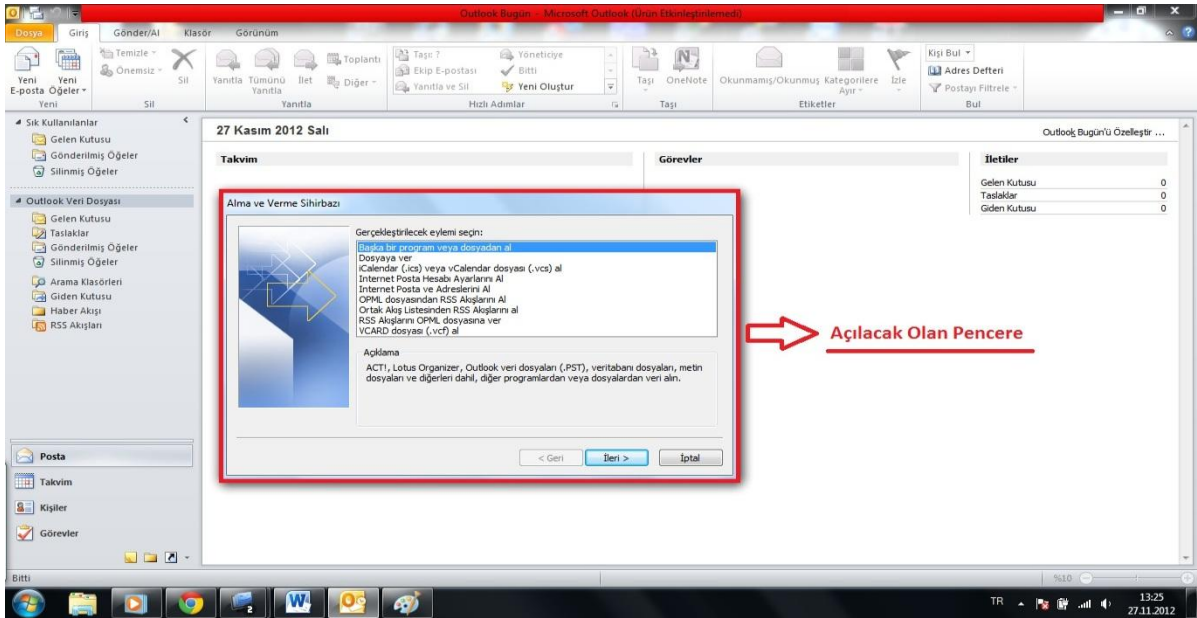 Outlook Bugün - Microsoft Outlook (Ürün Etkinleştirilemedi)
Dosya Giriş Gönder/Al Klasör Görünüm
Yeni E-posta
Yeni Öğeler
Yeni
Temizle
Önemsiz
Sil
Sil
Yanıtla
Tümünü Yanıtla
İlet
Toplantı
Diğer
Yanıtla
Taşı: ?
Ekip E-postası
Yanıtla ve Sil
Yöneticiye
Bitti
Yeni Oluştur
Hızlı Adımlar
Taşı
OneNote
Taşı
Okunmamış/Okunmuş
Kategorilere Ayır
İzle
Etiketler
Kişi Bul
Adres Defteri
Postayı Filtrele
Bul
Sık Kullanılanlar
Gelen Kutusu
Gönderilmiş Öğeler
Silinmiş Öğeler
Outlook Veri Dosyası
Gelen Kutusu
Taslaklar
Gönderilmiş Öğeler
Silinmiş Öğeler
Arama Klasörleri
Giden Kutusu
Haber Akışı
RSS Akışları
Posta
Takvim
Kişiler
Görevler
27 Kasım 2012 Salı
Outlook Bugün'ü Özelleştir ...
Takvim
Görevler
İletiler
Gelen Kutusu 0
Taslaklar 0
Giden Kutusu 0
Alma ve Verme Sihirbazı
Gerçekleştirilecek eylemi seçin:
Başka bir program veya dosyadan al
Dosyaya ver
iCalendar (.ics) veya vCalendar dosyası (.vcs) al
Internet Posta Hesabı Ayarlarını Al
Internet Posta ve Adreslerini Al
OPML dosyasından RSS Akışlarını Al
Ortak Akış Listesinden RSS Akışlarını al
RSS Akışlarını OPML dosyasına ver
VCARD dosyası (.vcf) al
Açıklama
ACT!, Lotus Organizer, Outlook veri dosyaları (.PST), veritabanı dosyaları, metin
dosyaları ve diğerleri dahil, diğer programlardan veya dosyalardan veri alın.
< Geri
İleri >
İptal
Açılacak Olan Pencere
Bitti
%10
TR
13:25
27.11.2012